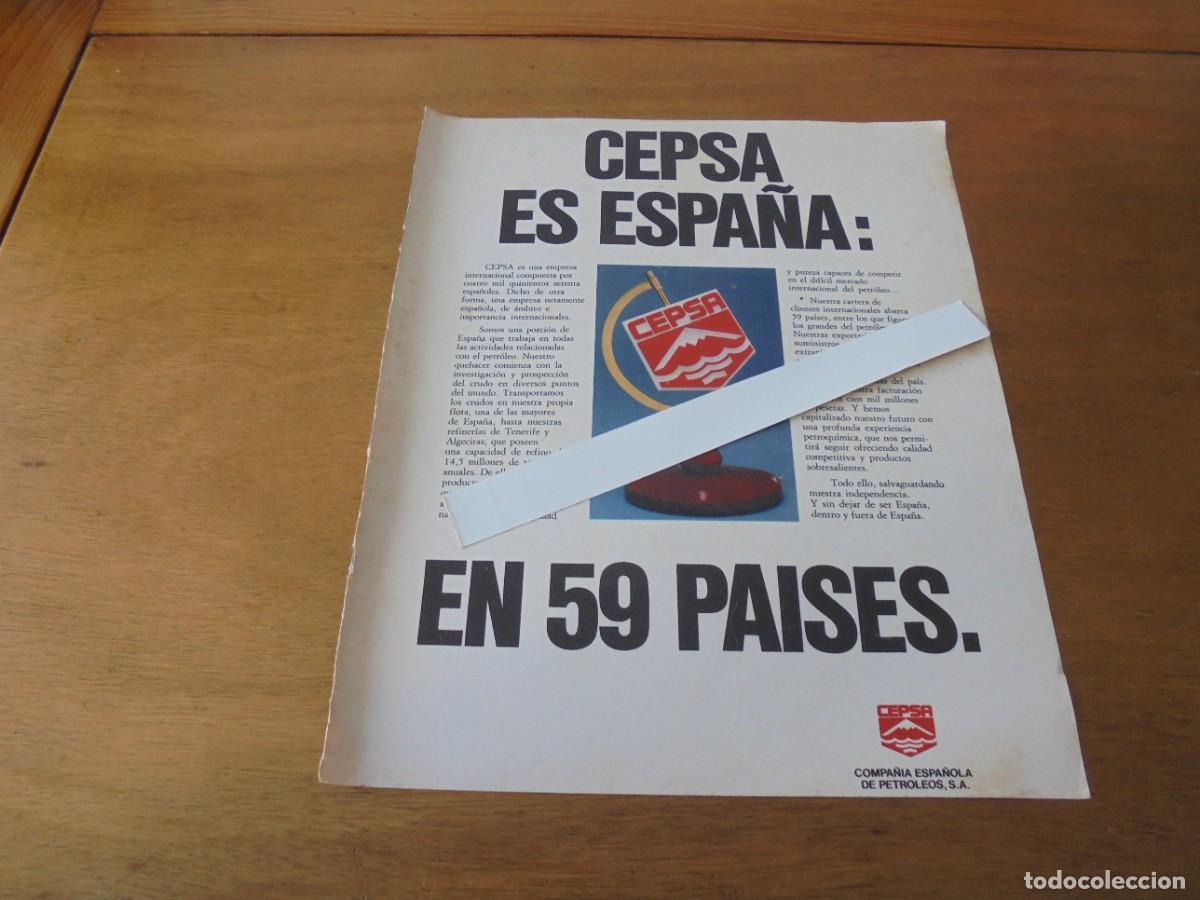 CEPSA
ES ESPAÑA:
CEPSA es una empresa
internacional compuesta por
cuatro mil quinientos setenta
españoles. Dicho de otra
forma, una empresa netamente
española, de ámbito e
importancia internacionales.
Somos una porción de
España que trabaja en todas
las actividades relacionadas
con el petróleo. Nuestro
quehacer comienza con la
investigación y prospección
del crudo en diversos puntos
del mundo. Transportamos
los crudos en nuestra propia
flota, una de las mayores
de España, hasta nuestras
refinerías de Tenerife y
Algeciras, que poseen
una capacidad de refino
14,5 millones de
anuales. De
CEPSA
y pureza capaces de competir
en el difícil mercado
internacional del petróleo...
* Nuestra cartera de
clientes internacionales abarca
59 países, entre los que
los grandes del
Nuestras
suministros
del país.
facturación
cien mil millones
pesetas. Y hemos
capitalizado nuestro futuro con
una profunda experiencia
petroquímica, que nos permi-
tirá seguir ofreciendo calidad
competitiva y productos
sobresalientes.
Todo ello, salvaguardando
nuestra independencia.
Y sin dejar de ser España,
dentro y fuera de España.
EN 59 PAISES.
CEPSA
COMPAÑIA ESPAÑOLA
DE PETROLEOS, S.A.
todocoleccion